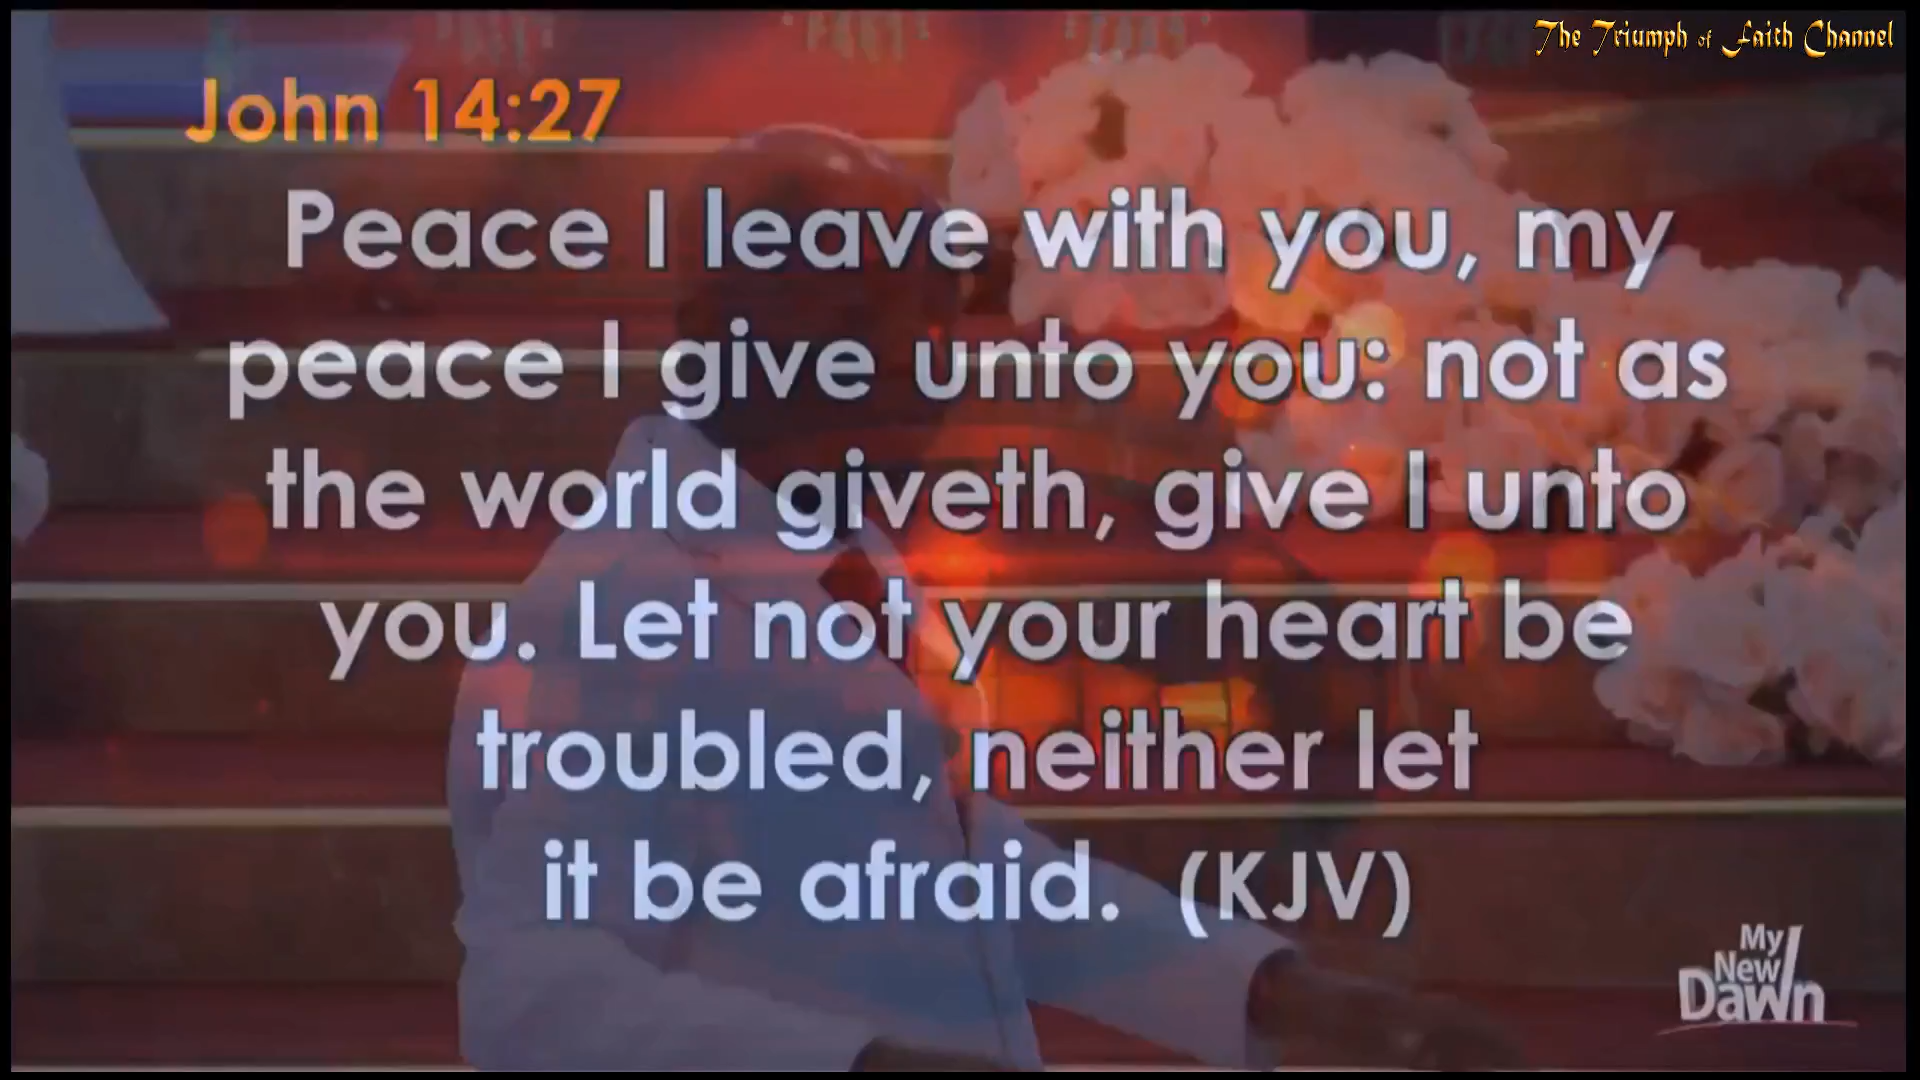 The Triumph of Faith Channel
John 14:27
Peace I leave with you, my
peace I give unto you: not as
the world giveth, give I unto
you. Let not your heart be
troubled, neither let
it be afraid. (KJV)
My
New
Dawn